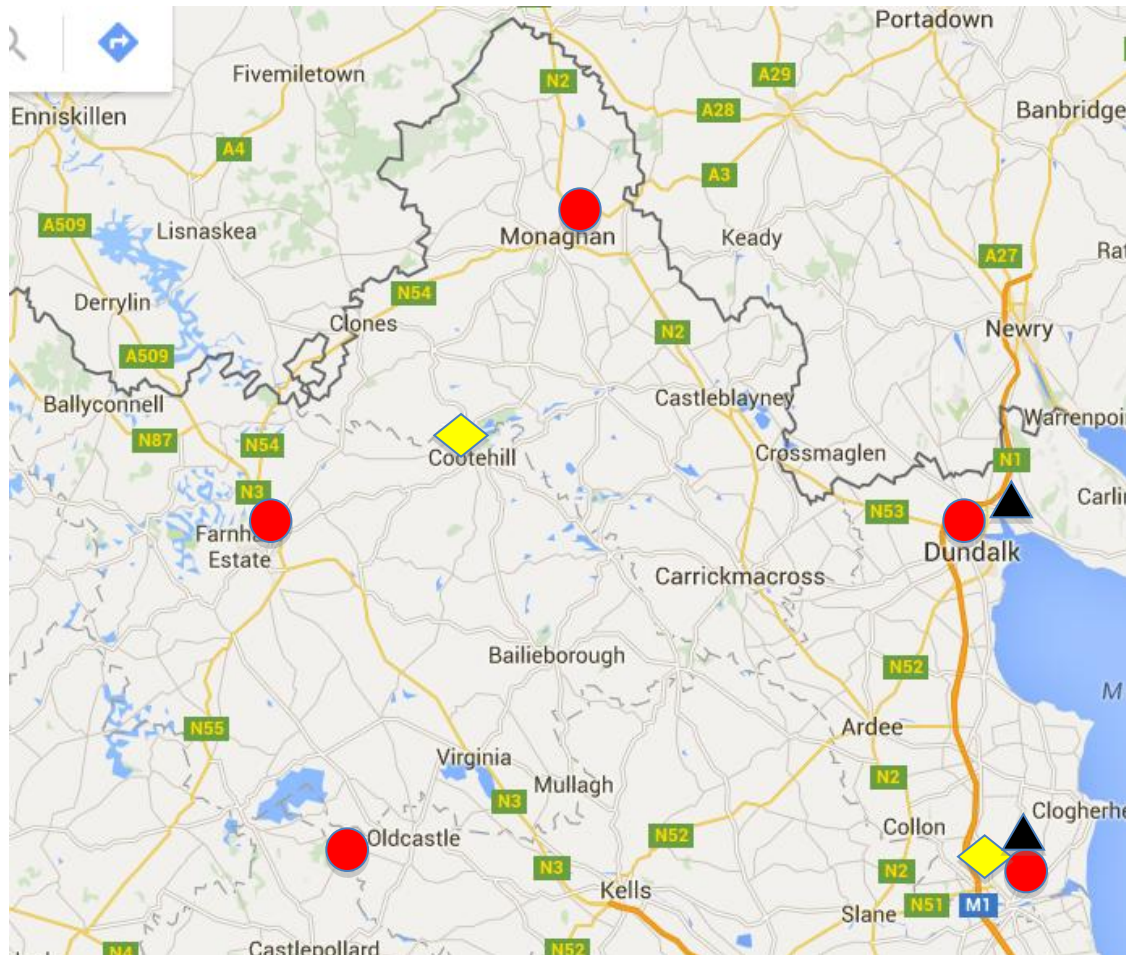 Portadown
Fivemiletown
N2
A29
Enniskillen
A28
Banbridge
A4
A3
A509
Lisnaskea
Monaghan
Keady
A27
Rat
Derrylin
N54
Clones
N2
Newry
A509
Ballyconnell
Castleblayney
Warrenpoi
N87
N54
Cootehill
Crossmaglen
N1
N3
Carli
N53
Farnh
Estate
Dundalk
Carrickmacross
Bailieborough
N52
M
N55
Ardee
Virginia
Mullagh
N2
N3
Clogherhe
Oldcastle
N52
Collon
N3
Kells
N2
Slane
N51
M1
Castlepollard
N4
N52